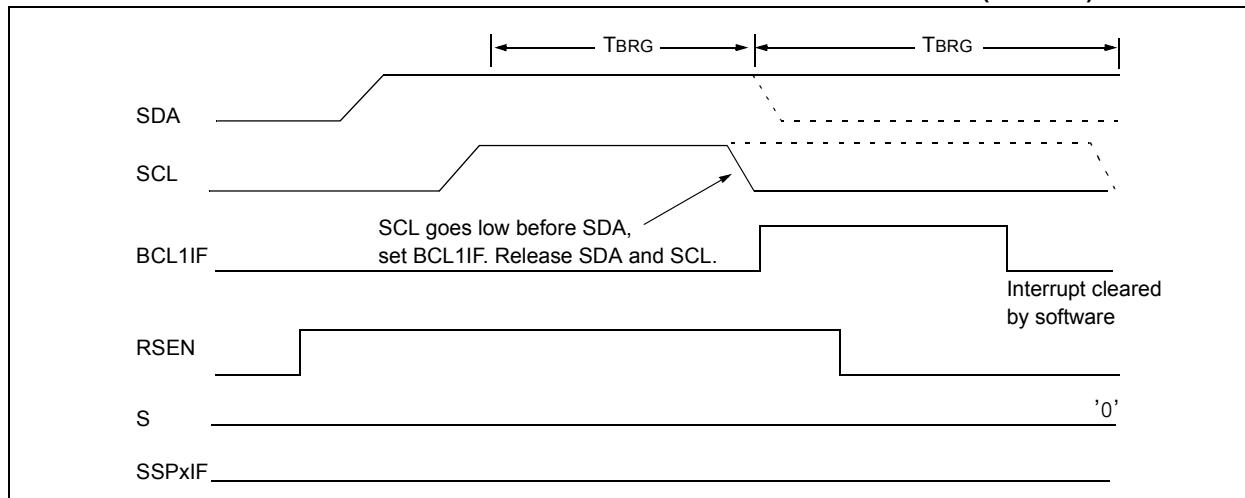 TBRG TBRG
SDA
SCL
SCL goes low before SDA,
set BCL1IF. Release SDA and SCL.
BCL1IF
Interrupt cleared
by software
RSEN
S '0'
SSPxIF